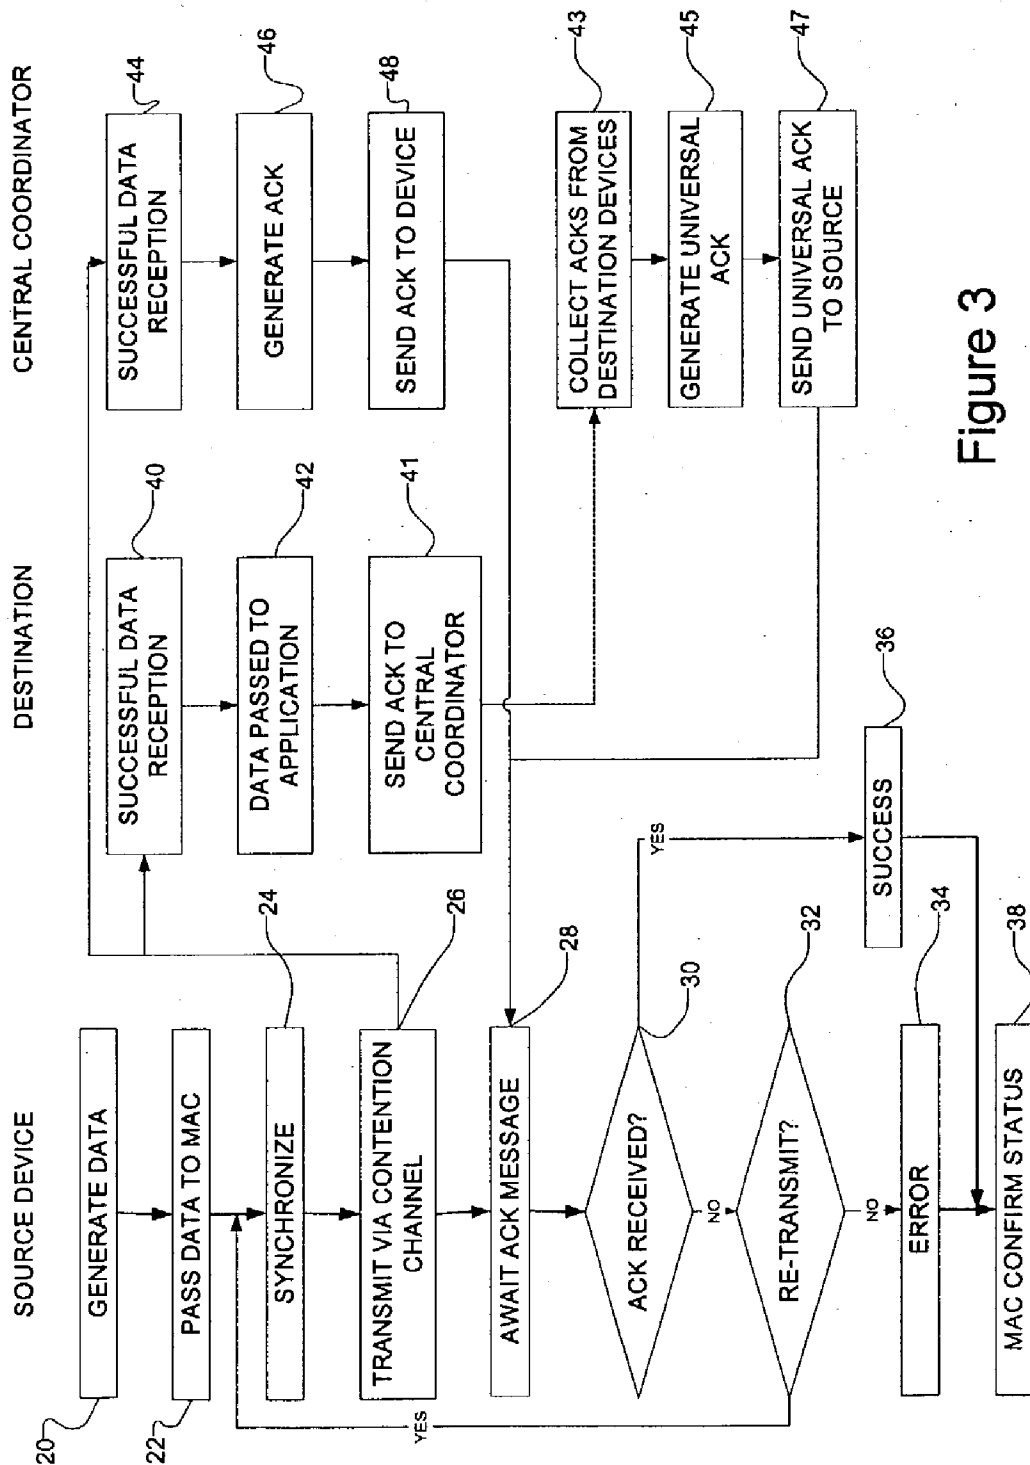 SOURCE DEVICE
DESTINATION
CENTRAL COORDINATOR
20
GENERATE DATA
22
PASS DATA TO MAC
SYNCHRONIZE
24
TRANSMIT VIA CONTENTION
CHANNEL
26
AWAIT ACK MESSAGE
28
ACK RECEIVED?
30
YES
NO
RE-TRANSMIT?
32
YES
NO
ERROR
34
SUCCESS
36
MAC CONFIRM STATUS
38
SUCCESSFUL DATA
RECEPTION
40
DATA PASSED TO
APPLICATION
42
SEND ACK TO
CENTRAL
COORDINATOR
41
SUCCESSFUL DATA
RECEPTION
44
GENERATE ACK
46
SEND ACK TO DEVICE
48
COLLECT ACKS FROM
DESTINATION DEVICES
43
GENERATE UNIVERSAL
ACK
45
SEND UNIVERSAL ACK
TO SOURCE
47
Figure 3